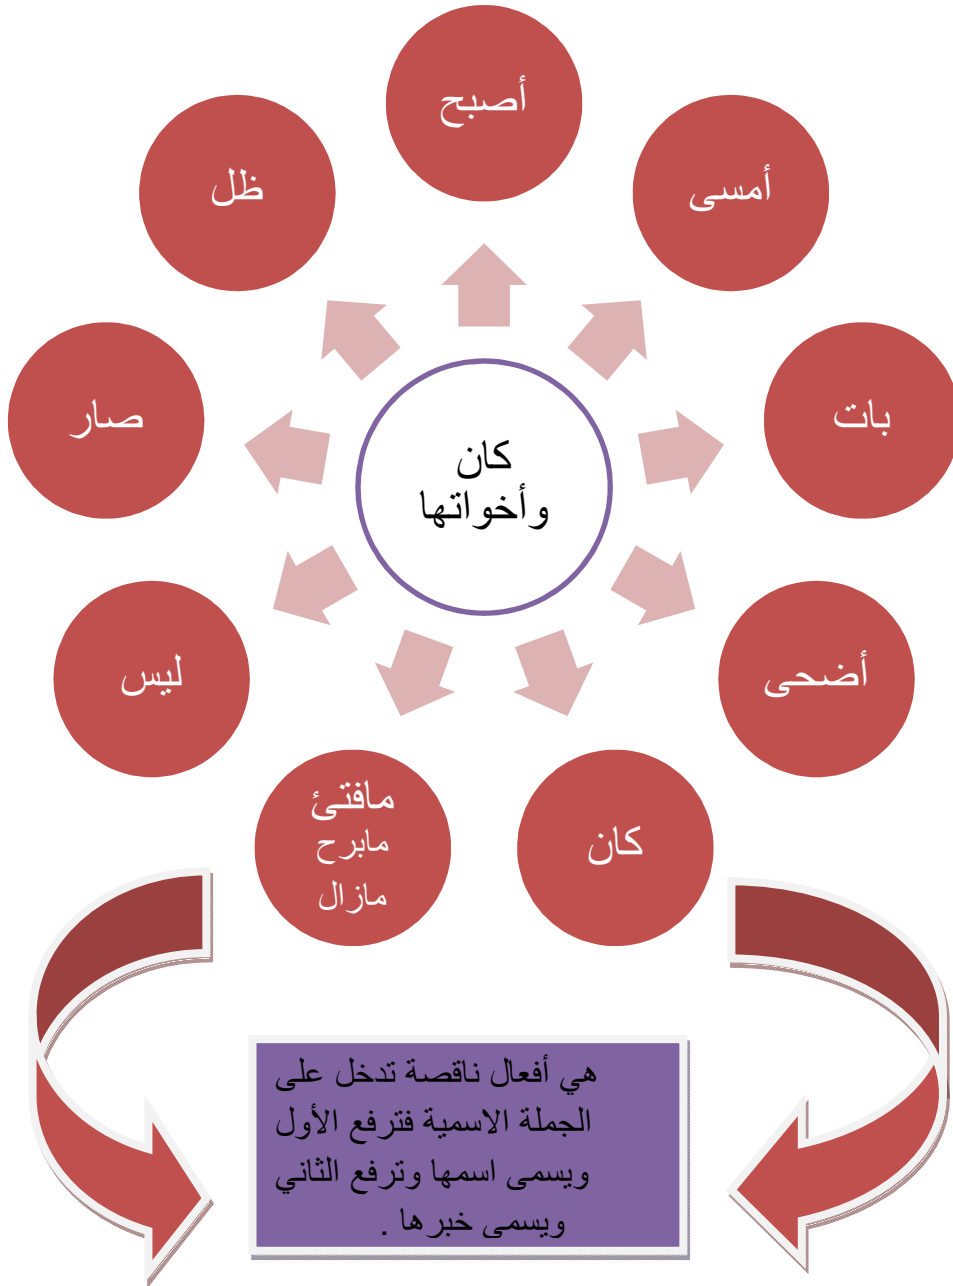 أصبح
أمسى
ظل
بات
صار
كان
وأخواتها
أضحى
ليس
كان
مافتئ
مابرح
مازال
هي أفعال ناقصة تدخل على
الجملة الاسمية فترفع الأول
ويسمى اسمها وترفع الثاني
ويسمى خبرها .